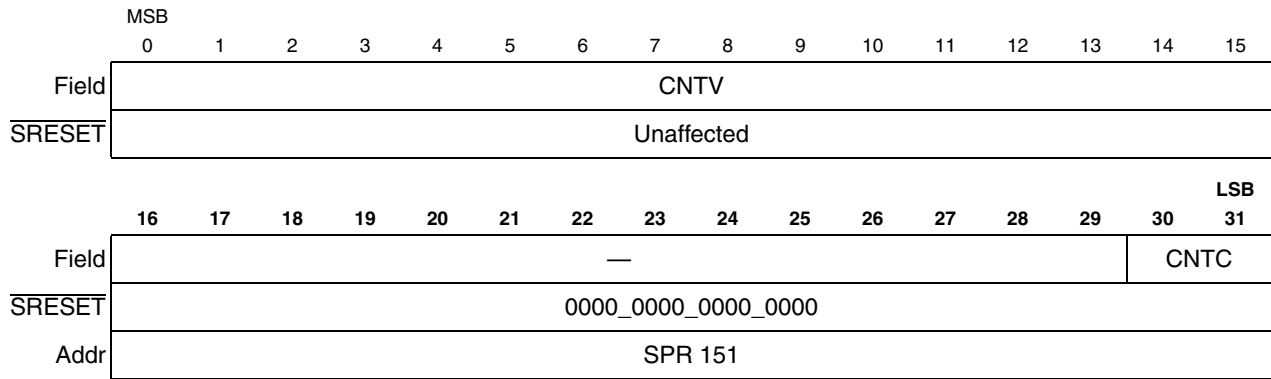 MSB
0 1 2 3 4 5 6 7 8 9 10 11 12 13 14 15
Field CNTV
SRESET Unaffected
LSB
16 17 18 19 20 21 22 23 24 25 26 27 28 29 30 31
Field — CNTC
SRESET 0000_0000_0000_0000
Addr SPR 151